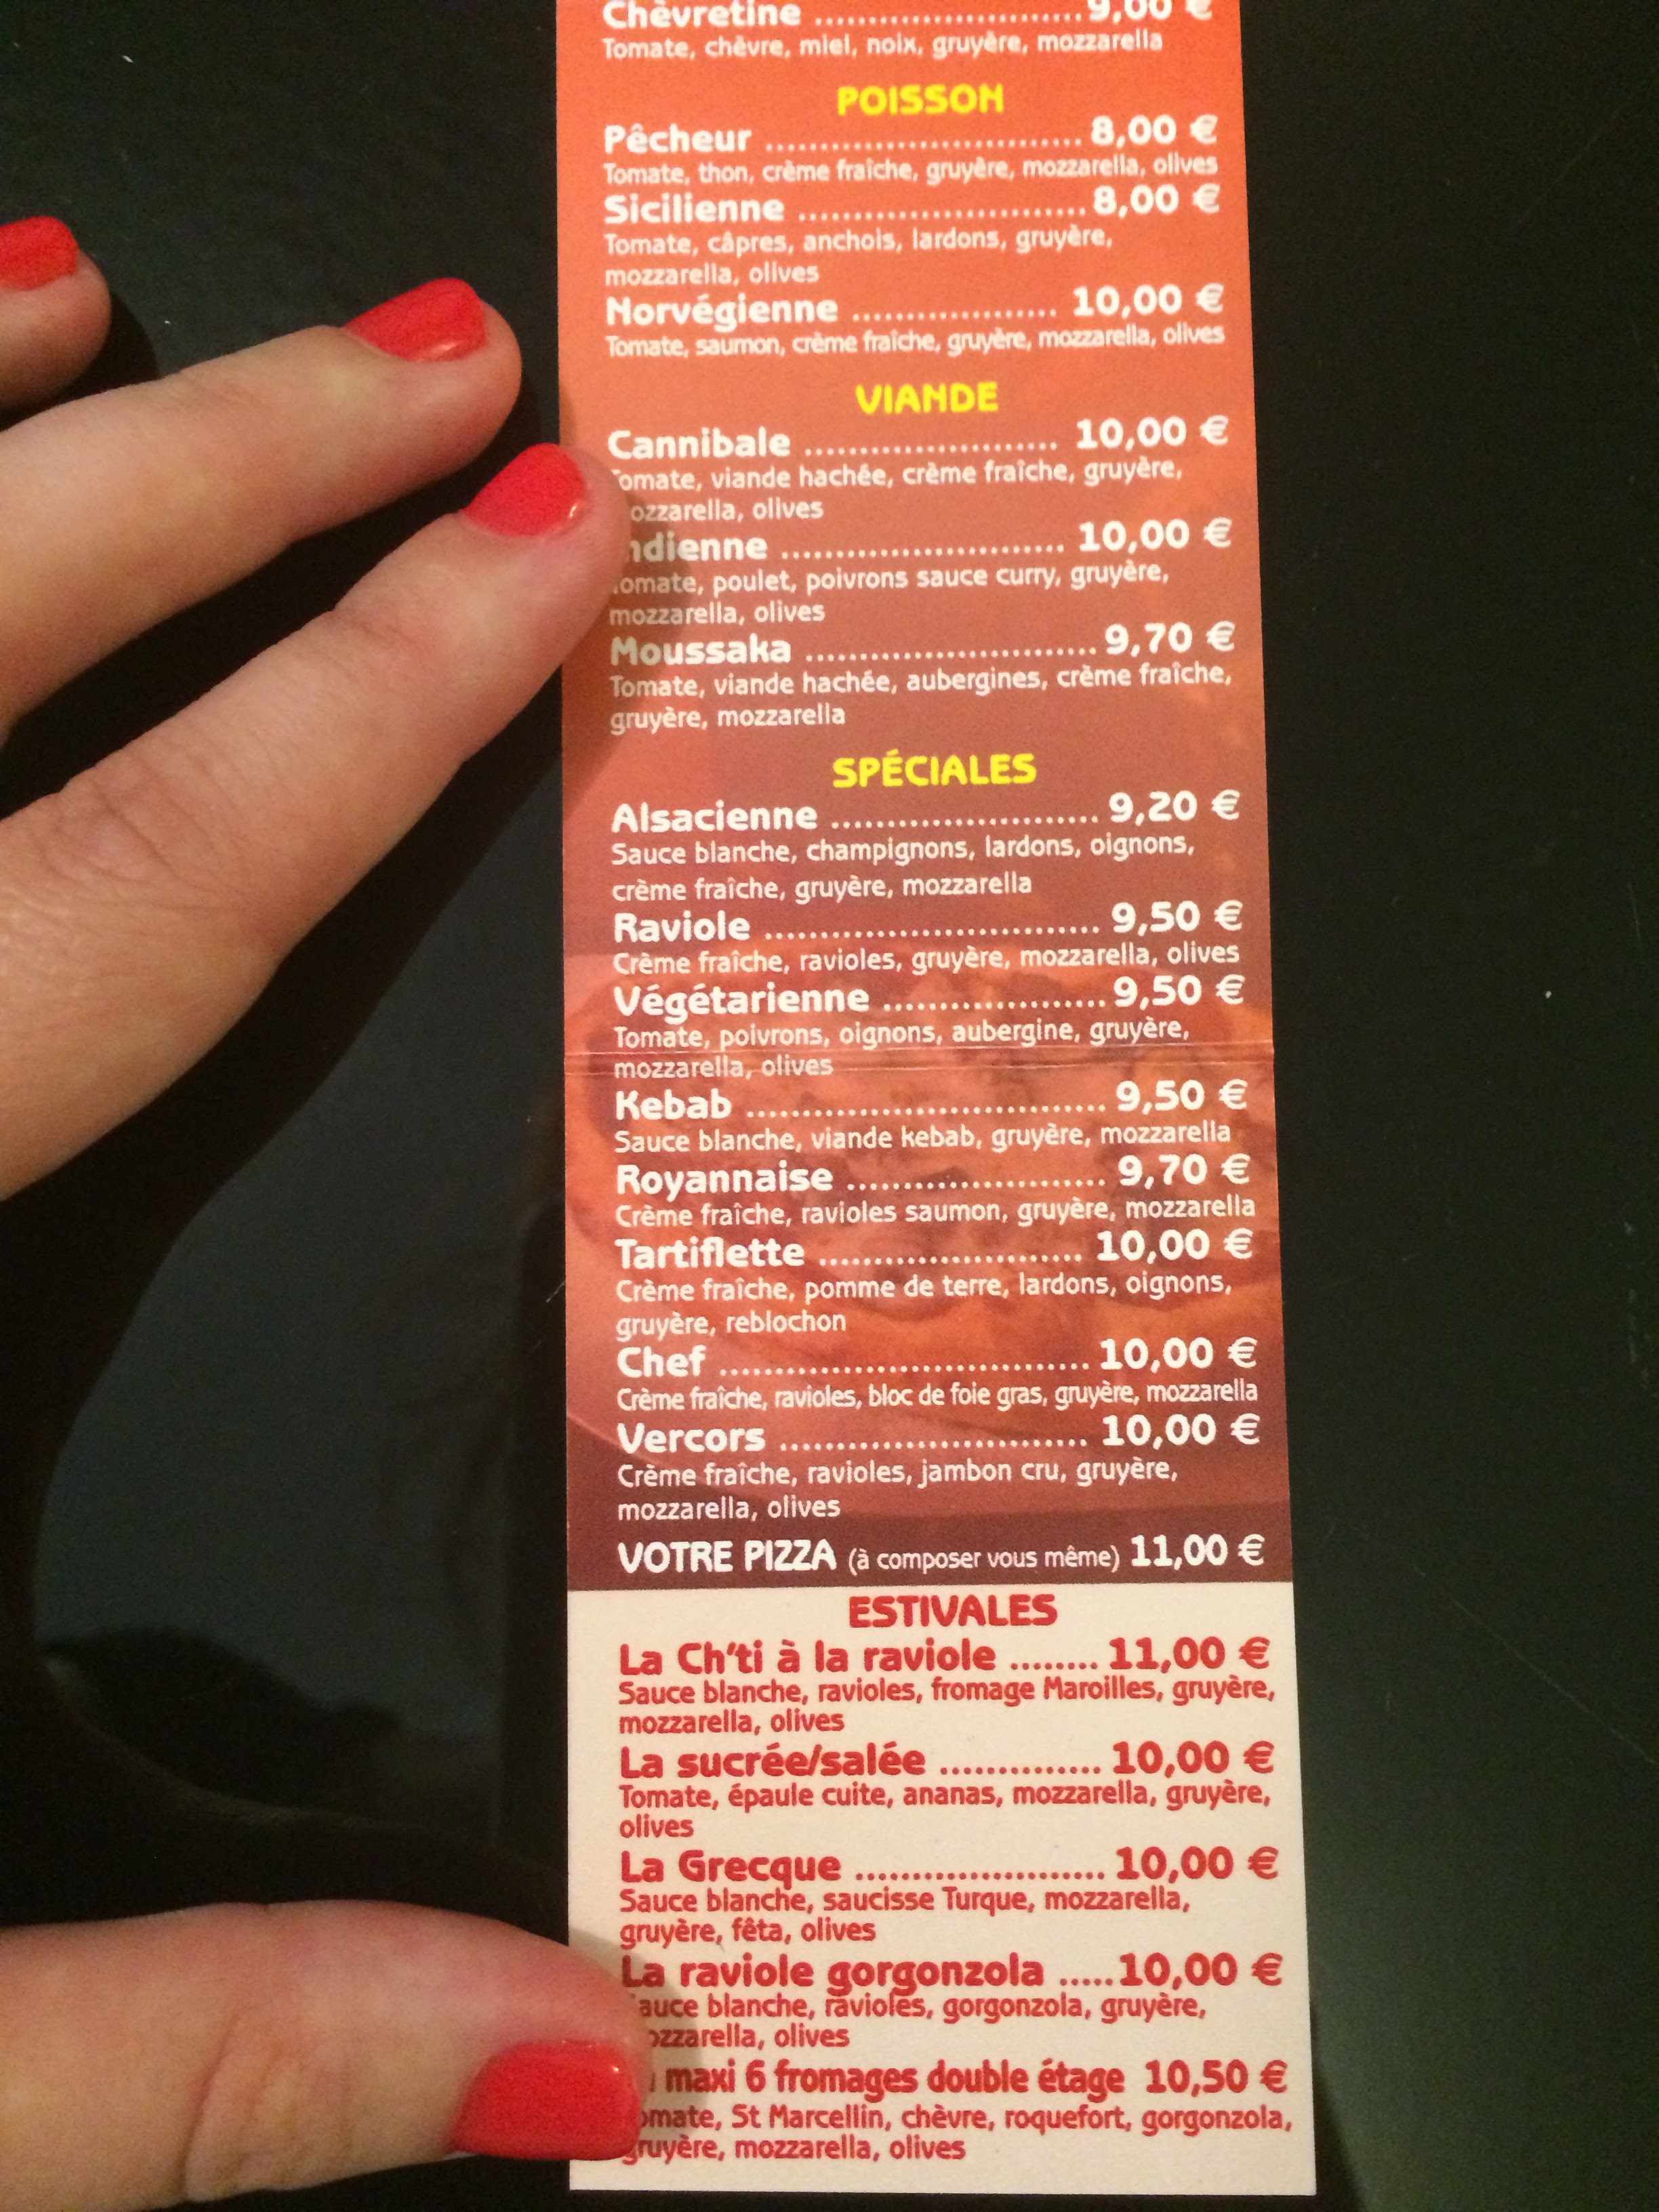 Chèvretine ..............................9,00 €
Tomate, chèvre, miel, noix, gruyère, mozzarella
POISSON
Pêcheur .............................. 8,00 €
Tomate, thon, crème fraîche, gruyère, mozzarella, olives
Sicilienne ........................... 8,00 €
Tomate, câpres, anchois, lardons, gruyère,
mozzarella, olives
Norvégienne ................... 10,00 €
Tomate, saumon, crème fraîche, gruyère, mozzarella, olives
VIANDE
Cannibale ........................ 10,00 €
Tomate, viande hachée, crème fraîche, gruyère,
mozzarella, olives
Indienne ........................... 10,00 €
Tomate, poulet, poivrons sauce curry, gruyère,
mozzarella, olives
Moussaka ........................... 9,70 €
Tomate, viande hachée, aubergines, crème fraîche,
gruyère, mozzarella
SPÉCIALES
Alsacienne ......................... 9,20 €
Sauce blanche, champignons, lardons, oignons,
crème fraîche, gruyère, mozzarella
Raviole ................................ 9,50 €
Crème fraîche, ravioles, gruyère, mozzarella, olives
Végétarienne ..................... 9,50 €
Tomate, poivrons, oignons, aubergine, gruyère,
mozzarella, olives
Kebab .................................. 9,50 €
Sauce blanche, viande kebab, gruyère, mozzarella
Royannaise ........................ 9,70 €
Crème fraîche, ravioles saumon, gruyère, mozzarella
Tartiflette ......................... 10,00 €
Crème fraîche, pomme de terre, lardons, oignons,
gruyère, reblochon
Chef ................................... 10,00 €
Crème fraîche, ravioles, bloc de foie gras, gruyère, mozzarella
Vercors ............................. 10,00 €
Crème fraîche, ravioles, jambon cru, gruyère,
mozzarella, olives
VOTRE PIZZA (à composer vous même) 11,00 €
ESTIVALES
La Ch'ti à la raviole ........ 11,00 €
Sauce blanche, ravioles, fromage Maroilles, gruyère,
mozzarella, olives
La sucrée/salée ............... 10,00 €
Tomate, épaule cuite, ananas, mozzarella, gruyère,
olives
La Grecque ....................... 10,00 €
Sauce blanche, saucisse Turque, mozzarella,
gruyère, fêta, olives
La raviole gorgonzola .....10,00 €
Sauce blanche, ravioles, gorgonzola, gruyère,
mozzarella, olives
maxi 6 fromages double étage 10,50 €
Tomate, St Marcellin, chèvre, roquefort, gorgonzola,
gruyère, mozzarella, olives